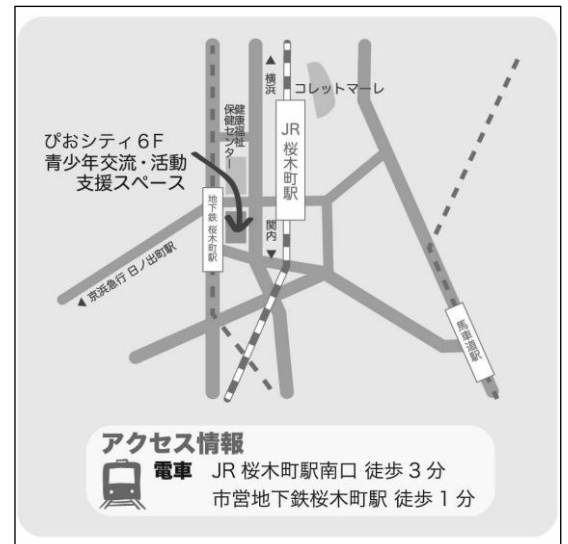 ▲ 横浜
コレットマーレ
健康福祉
保健センター
JR 桜木町駅
ぴおシティ6F
青少年交流・活動
支援スペース
地下鉄 桜木町駅
関内 ▼
▲ 京浜急行 日ノ出町駅
馬車道駅
アクセス情報
電車 JR 桜木町駅南口 徒歩3分
市営地下鉄桜木町駅 徒歩1分